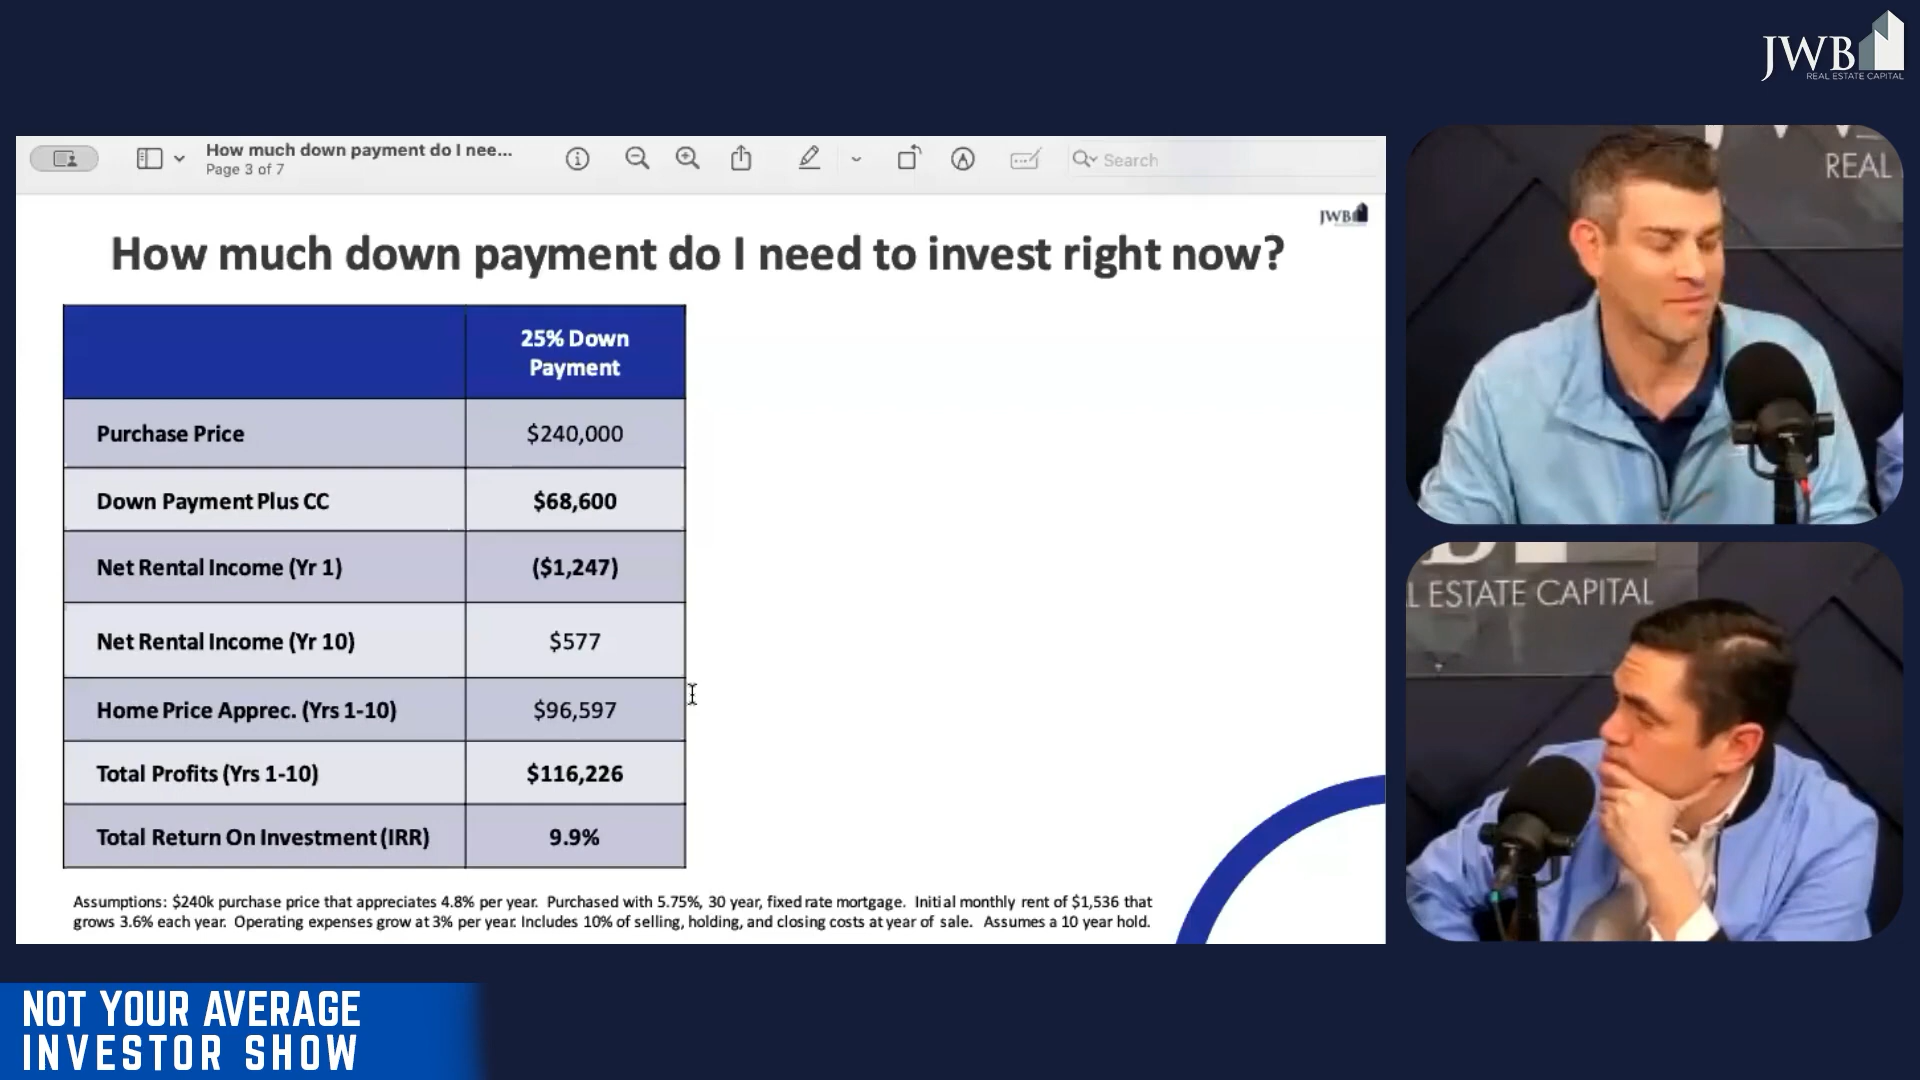 JWB
REAL ESTATE CAPITAL
How much down payment do I nee...
Page 3 of 7
Search
JWB
How much down payment do I need to invest right now?
25% Down
Payment
Purchase Price $240,000
Down Payment Plus CC $68,600
Net Rental Income (Yr 1) ($1,247)
Net Rental Income (Yr 10) $577
Home Price Apprec. (Yrs 1-10) $96,597
Total Profits (Yrs 1-10) $116,226
Total Return On Investment (IRR) 9.9%
Assumptions: $240k purchase price that appreciates 4.8% per year. Purchased with 5.75%, 30 year, fixed rate mortgage. Initial monthly rent of $1,536 that
grows 3.6% each year. Operating expenses grow at 3% per year. Includes 10% of selling, holding, and closing costs at year of sale. Assumes a 10 year hold.
REAL
L ESTATE CAPITAL
NOT YOUR AVERAGE
INVESTOR SHOW